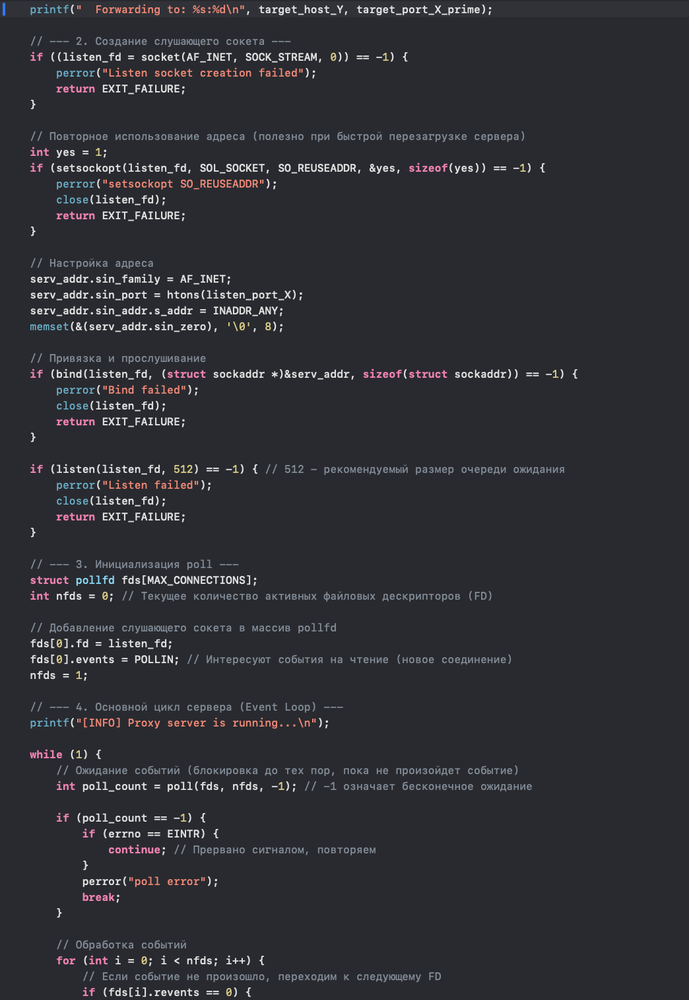 printf("  Forwarding to: %s:%d\n", target_host_Y, target_port_X_prime);
// --- 2. Создание слушающего сокета ---
if ((listen_fd = socket(AF_INET, SOCK_STREAM, 0)) == -1) {
perror("Listen socket creation failed");
return EXIT_FAILURE;
}
// Повторное использование адреса (полезно при быстрой перезагрузке сервера)
int yes = 1;
if (setsockopt(listen_fd, SOL_SOCKET, SO_REUSEADDR, &yes, sizeof(yes)) == -1) {
perror("setsockopt SO_REUSEADDR");
close(listen_fd);
return EXIT_FAILURE;
}
// Настройка адреса
serv_addr.sin_family = AF_INET;
serv_addr.sin_port = htons(listen_port_X);
serv_addr.sin_addr.s_addr = INADDR_ANY;
memset(&(serv_addr.sin_zero), '\0', 8);
// Привязка и прослушивание
if (bind(listen_fd, (struct sockaddr *)&serv_addr, sizeof(struct sockaddr)) == -1) {
perror("Bind failed");
close(listen_fd);
return EXIT_FAILURE;
}
if (listen(listen_fd, 512) == -1) { // 512 - рекомендуемый размер очереди ожидания
perror("Listen failed");
close(listen_fd);
return EXIT_FAILURE;
}
// --- 3. Инициализация poll ---
struct pollfd fds[MAX_CONNECTIONS];
int nfds = 0; // Текущее количество активных файловых дескрипторов (FD)
// Добавление слушающего сокета в массив pollfd
fds[0].fd = listen_fd;
fds[0].events = POLLIN; // Интересуют события на чтение (новое соединение)
nfds = 1;
// --- 4. Основной цикл сервера (Event Loop) ---
printf("[INFO] Proxy server is running...\n");
while (1) {
// Ожидание событий (блокировка до тех пор, пока не произойдет событие)
int poll_count = poll(fds, nfds, -1); // -1 означает бесконечное ожидание
if (poll_count == -1) {
if (errno == EINTR) {
continue; // Прервано сигналом, повторяем
}
perror("poll error");
break;
}
// Обработка событий
for (int i = 0; i < nfds; i++) {
// Если событие не произошло, переходим к следующему FD
if (fds[i].revents == 0) {